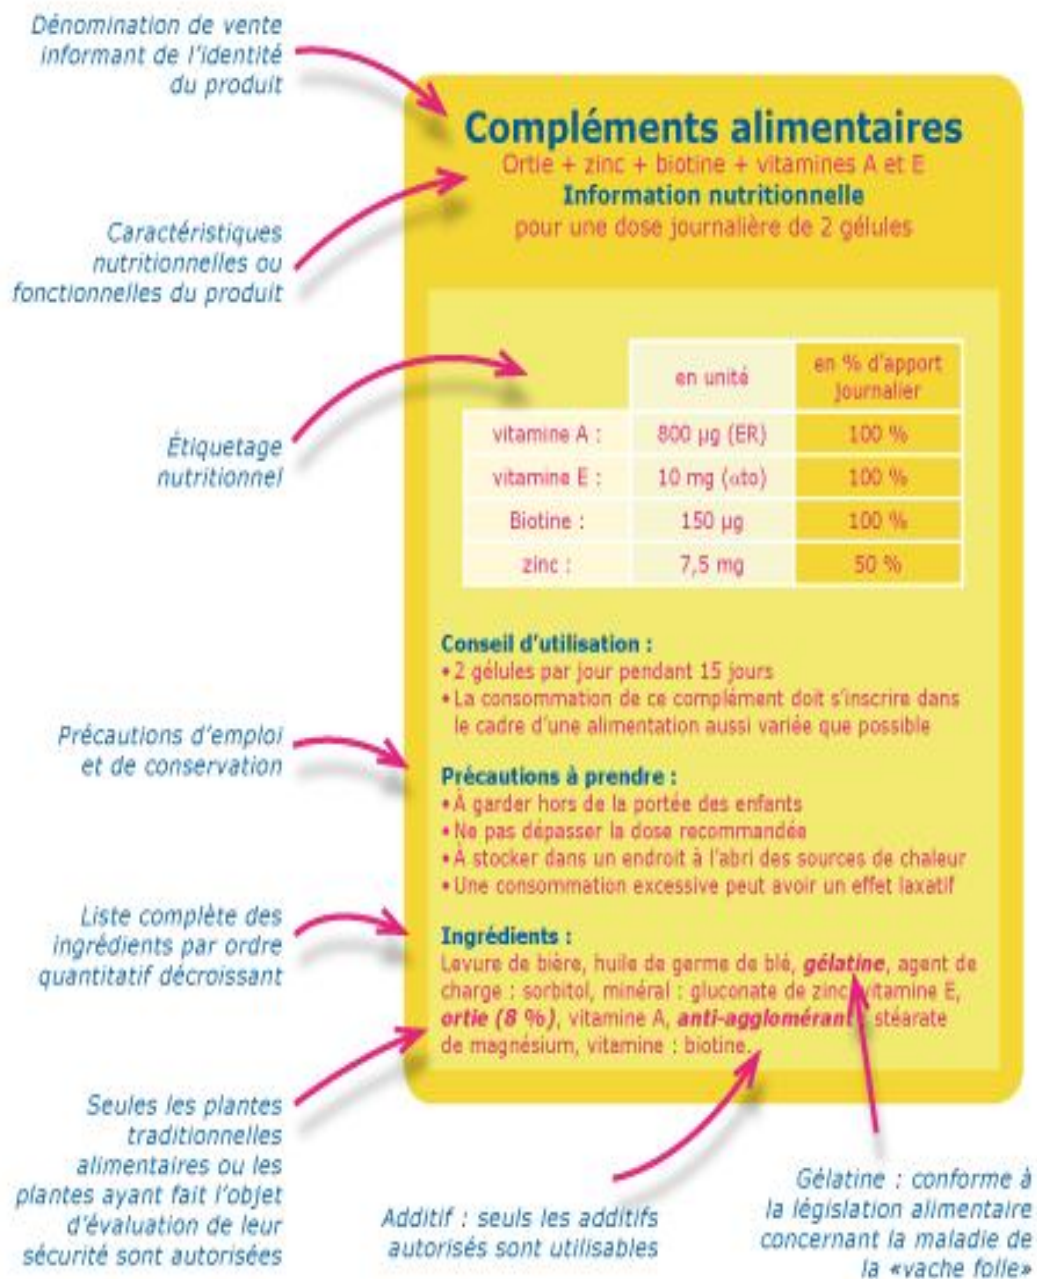 Dénomination de vente
informant de l'identité
du produit
Compléments alimentaires
Ortie + zinc + biotine + vitamines A et E
Information nutritionnelle
pour une dose journalière de 2 gélules
Caractéristiques
nutritionnelles ou
fonctionnelles du produit
Étiquetage
nutritionnel
en unité
en % d'apport
journalier
vitamine A : 800 µg (ER) 100 %
vitamine E : 10 mg (αto) 100 %
Biotine : 150 µg 100 %
zinc : 7,5 mg 50 %
Conseil d'utilisation :
• 2 gélules par jour pendant 15 jours
• La consommation de ce complément doit s'inscrire dans
le cadre d'une alimentation aussi variée que possible
Précautions d'emploi
et de conservation
Précautions à prendre :
• À garder hors de la portée des enfants
• Ne pas dépasser la dose recommandée
• À stocker dans un endroit à l'abri des sources de chaleur
• Une consommation excessive peut avoir un effet laxatif
Liste complète des
ingrédients par ordre
quantitatif décroissant
Ingrédients :
Levure de bière, huile de germe de blé, gélatine, agent de
charge : sorbitol, minéral : gluconate de zinc, vitamine E,
ortie (8 %), vitamine A, anti-agglomérant : stéarate
de magnésium, vitamine : biotine.
Seules les plantes
traditionnelles
alimentaires ou les
plantes ayant fait l'objet
d'évaluation de leur
sécurité sont autorisées
Additif : seuls les additifs
autorisés sont utilisables
Gélatine : conforme à
la législation alimentaire
concernant la maladie de
la «vache folle»